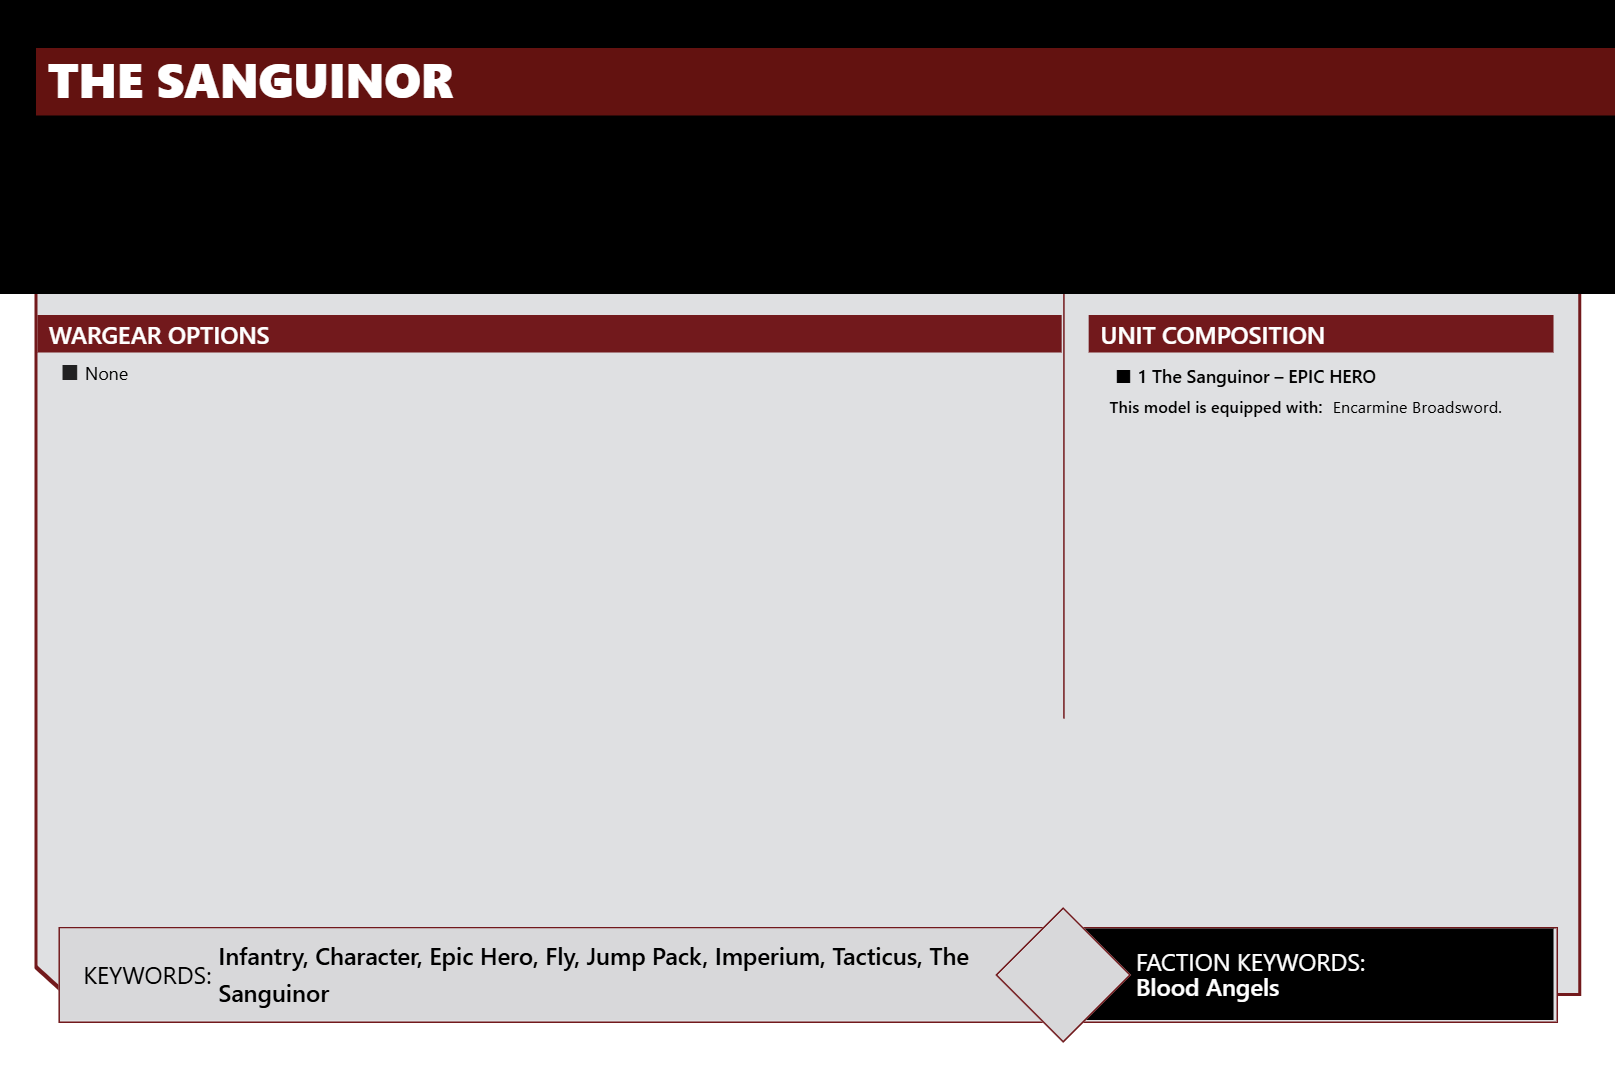 THE SANGUINOR
WARGEAR OPTIONS
None
UNIT COMPOSITION
1 The Sanguinor – EPIC HERO
This model is equipped with: Encarmine Broadsword.
KEYWORDS: Infantry, Character, Epic Hero, Fly, Jump Pack, Imperium, Tacticus, The
Sanguinor
FACTION KEYWORDS:
Blood Angels